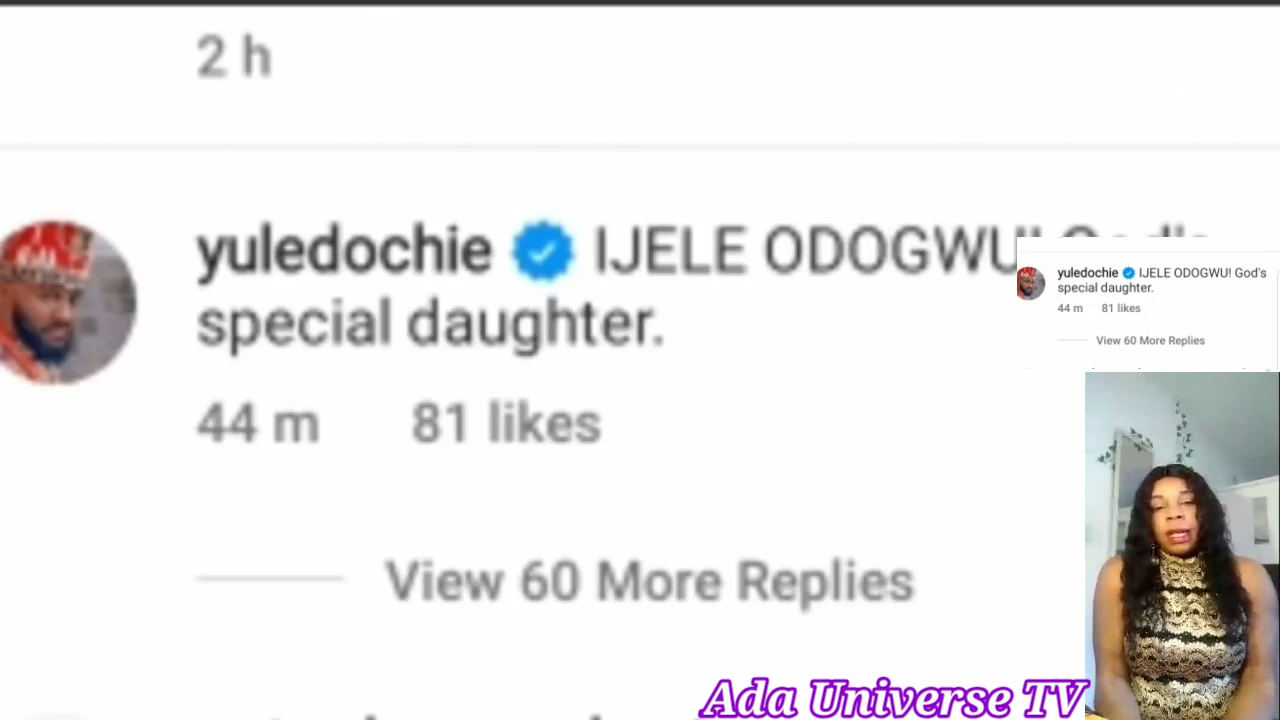 2 h
yuledochie IJELE ODOGWU! God's
special daughter.
44 m 81 likes
View 60 More Replies
yuledochie IJELE ODOGWU! God's
special daughter.
44 m 81 likes
View 60 More Replies
Ada Universe TV